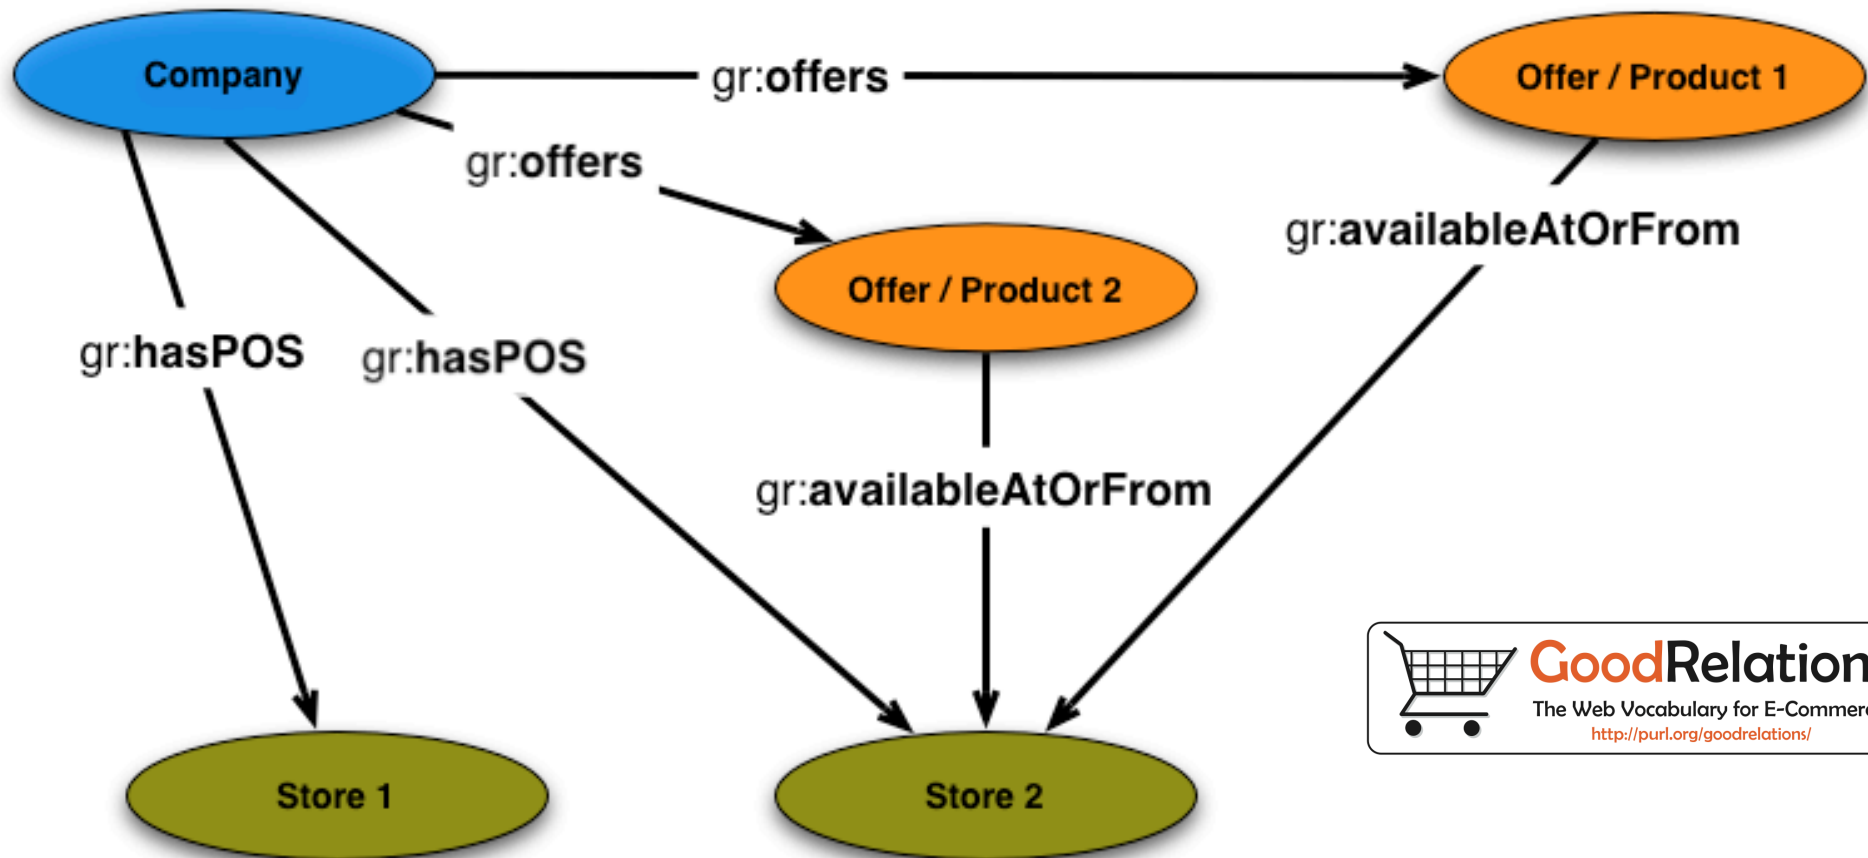 Company
gr:offers
Offer / Product 1
gr:offers
gr:availableAtOrFrom
Offer / Product 2
gr:hasPOS
gr:hasPOS
gr:availableAtOrFrom
GoodRelation
The Web Vocabulary for E-Commer
http://purl.org/goodrelations/
Store 1
Store 2